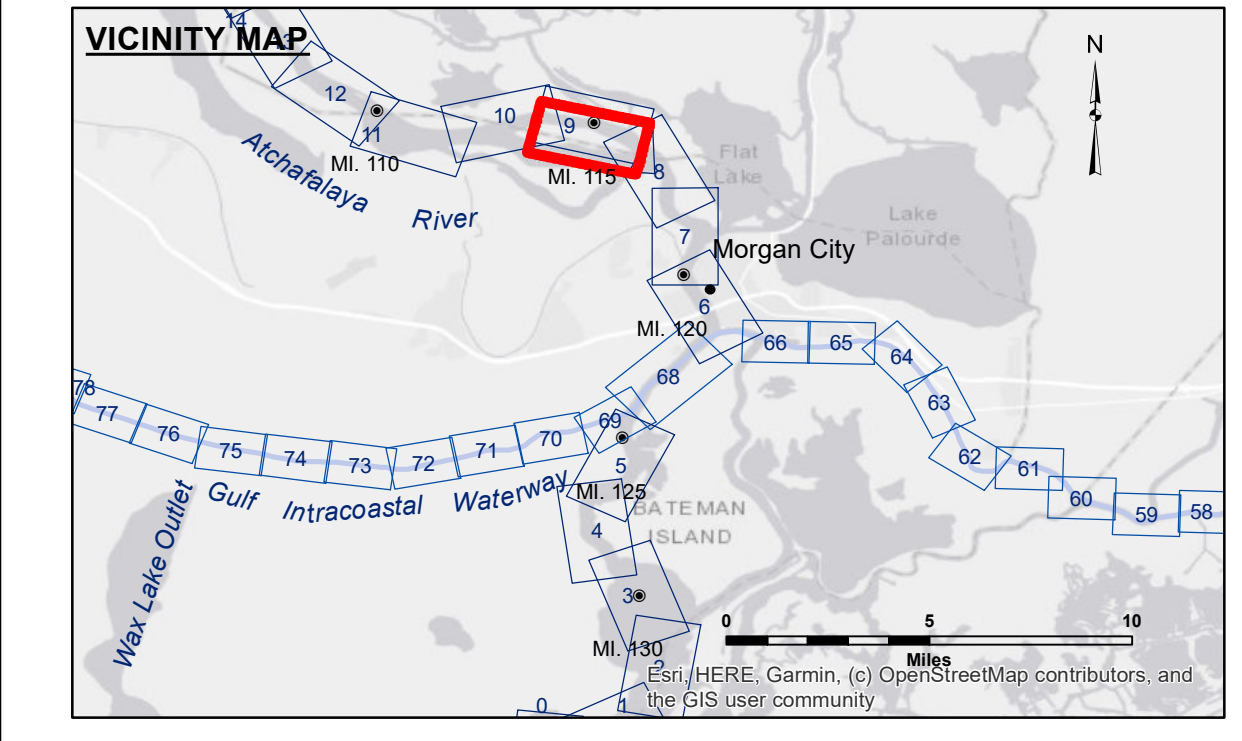 VICINITY MAP
N
14
13
12
11
MI. 110
10
9
MI. 115
8
Flat
Lake
Atchafalaya
River
7
Lake
Palourde
Morgan City
6
MI. 120
66
65
64
63
62
61
60
59
58
68
69
70
71
72
73
74
75
76
77
78
5
MI. 125
Gulf
Intracoastal
Waterway
Wax Lake Outlet
BATEMAN
ISLAND
4
3
MI. 130
2
1
0
0
5
10
Miles
Esri, HERE, Garmin, (c) OpenStreetMap contributors, and
the GIS user community